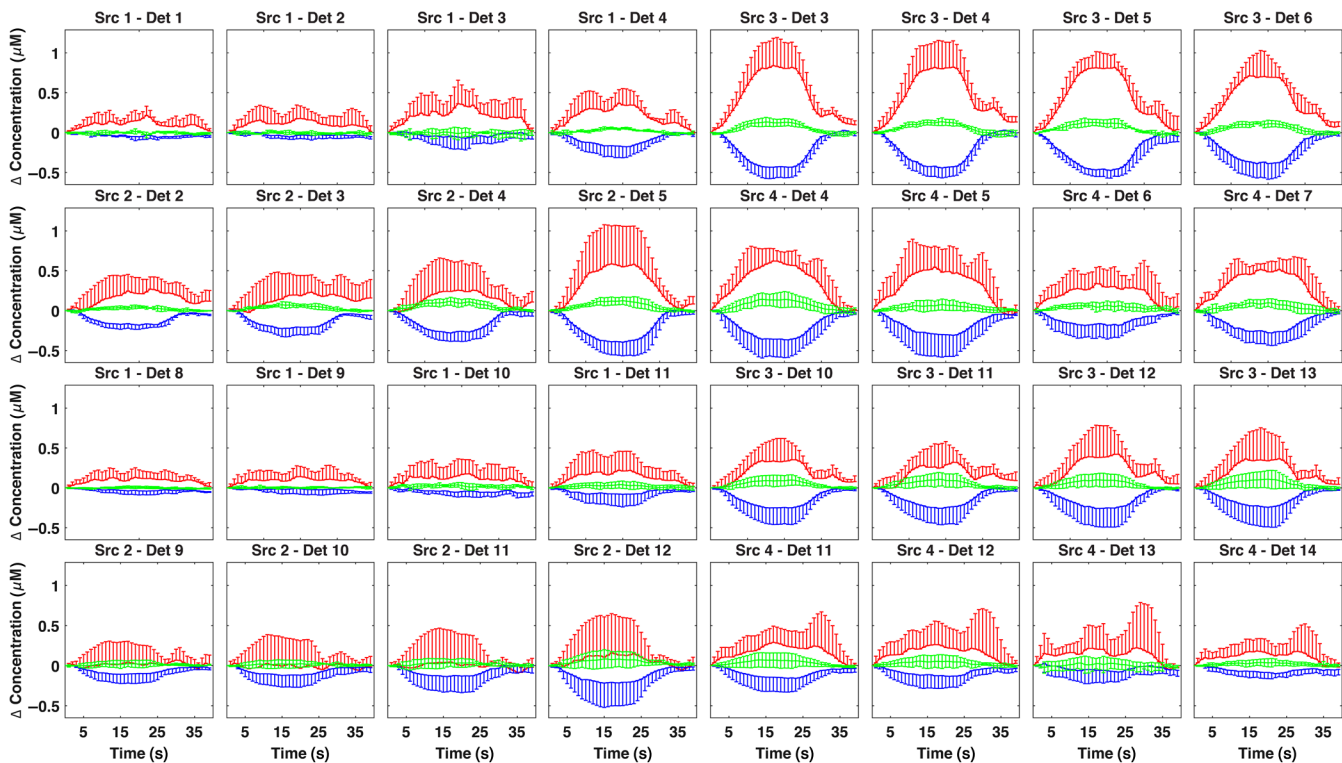 Src 1 - Det 1 Src 1 - Det 2 Src 1 - Det 3 Src 1 - Det 4 Src 3 - Det 3 Src 3 - Det 4 Src 3 - Det 5 Src 3 - Det 6
Δ Concentration (μM)
1
0.5
0
−0.5
Src 2 - Det 2 Src 2 - Det 3 Src 2 - Det 4 Src 2 - Det 5 Src 4 - Det 4 Src 4 - Det 5 Src 4 - Det 6 Src 4 - Det 7
Δ Concentration (μM)
1
0.5
0
−0.5
Src 1 - Det 8 Src 1 - Det 9 Src 1 - Det 10 Src 1 - Det 11 Src 3 - Det 10 Src 3 - Det 11 Src 3 - Det 12 Src 3 - Det 13
Δ Concentration (μM)
1
0.5
0
−0.5
Src 2 - Det 9 Src 2 - Det 10 Src 2 - Det 11 Src 2 - Det 12 Src 4 - Det 11 Src 4 - Det 12 Src 4 - Det 13 Src 4 - Det 14
Δ Concentration (μM)
1
0.5
0
−0.5
5 15 25 35 5 15 25 35 5 15 25 35 5 15 25 35 5 15 25 35 5 15 25 35 5 15 25 35 5 15 25 35
Time (s) Time (s) Time (s) Time (s) Time (s) Time (s) Time (s) Time (s)